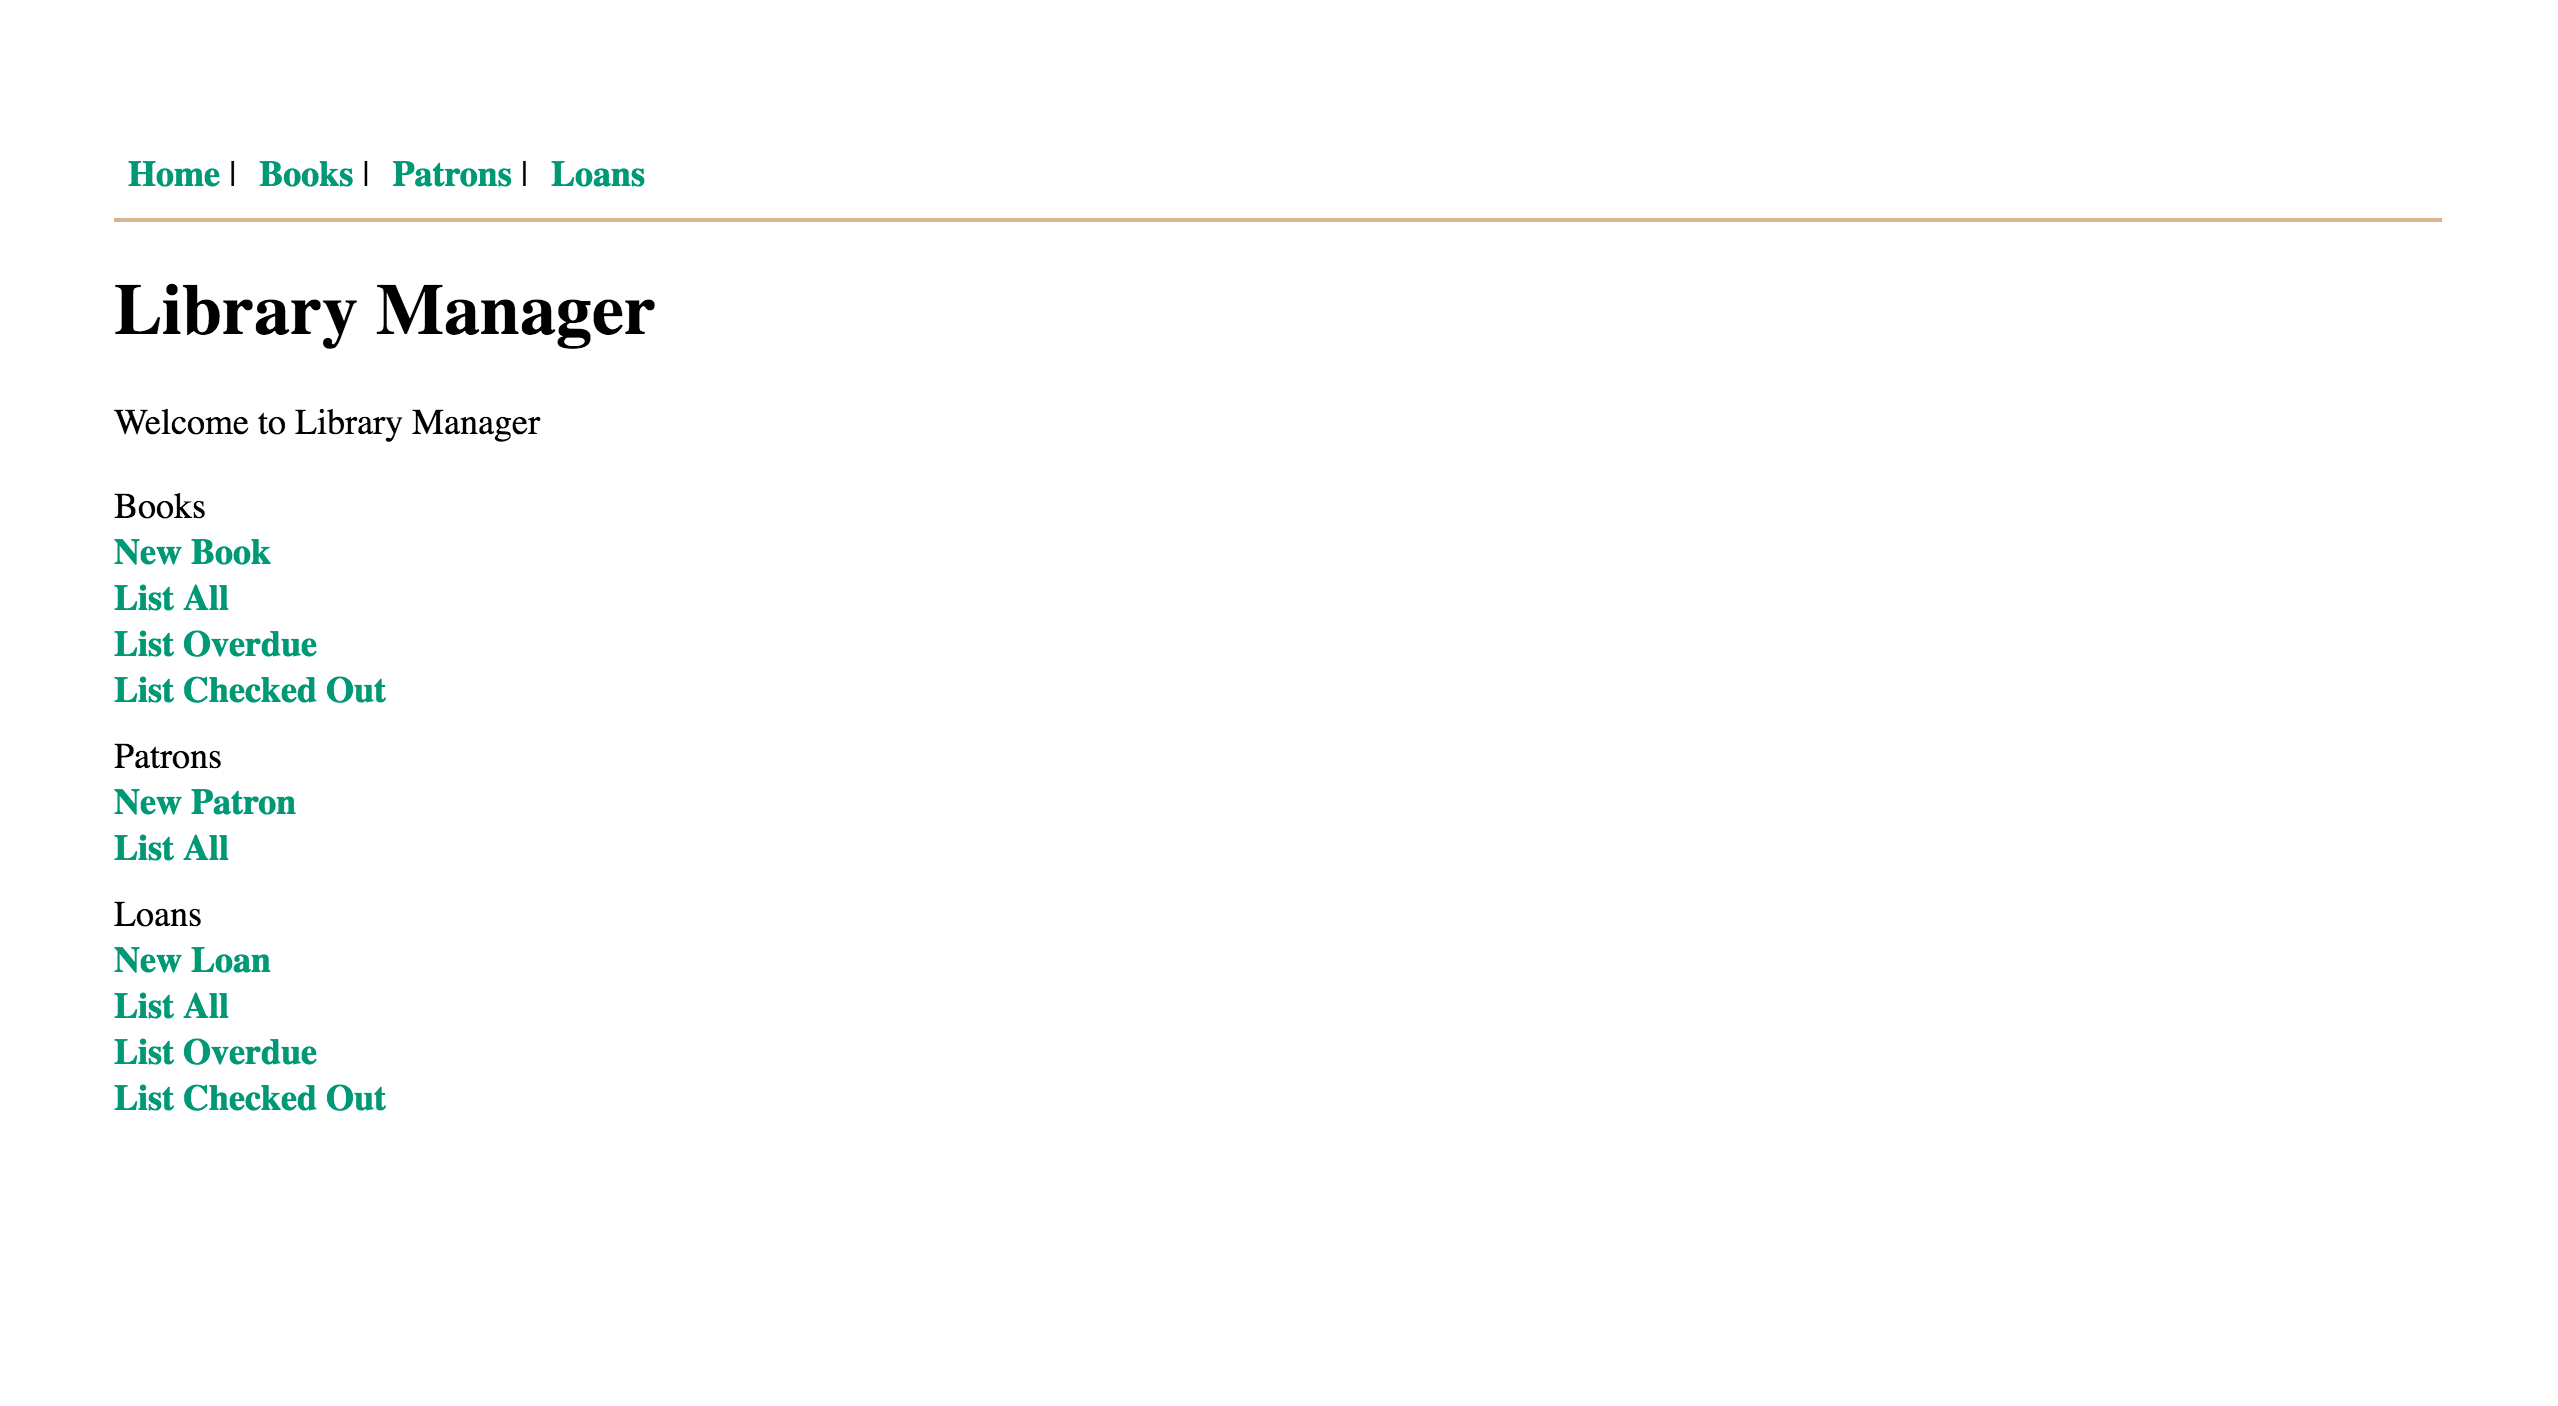 Home | Books | Patrons | Loans
Library Manager
Welcome to Library Manager
Books
New Book
List All
List Overdue
List Checked Out
Patrons
New Patron
List All
Loans
New Loan
List All
List Overdue
List Checked Out